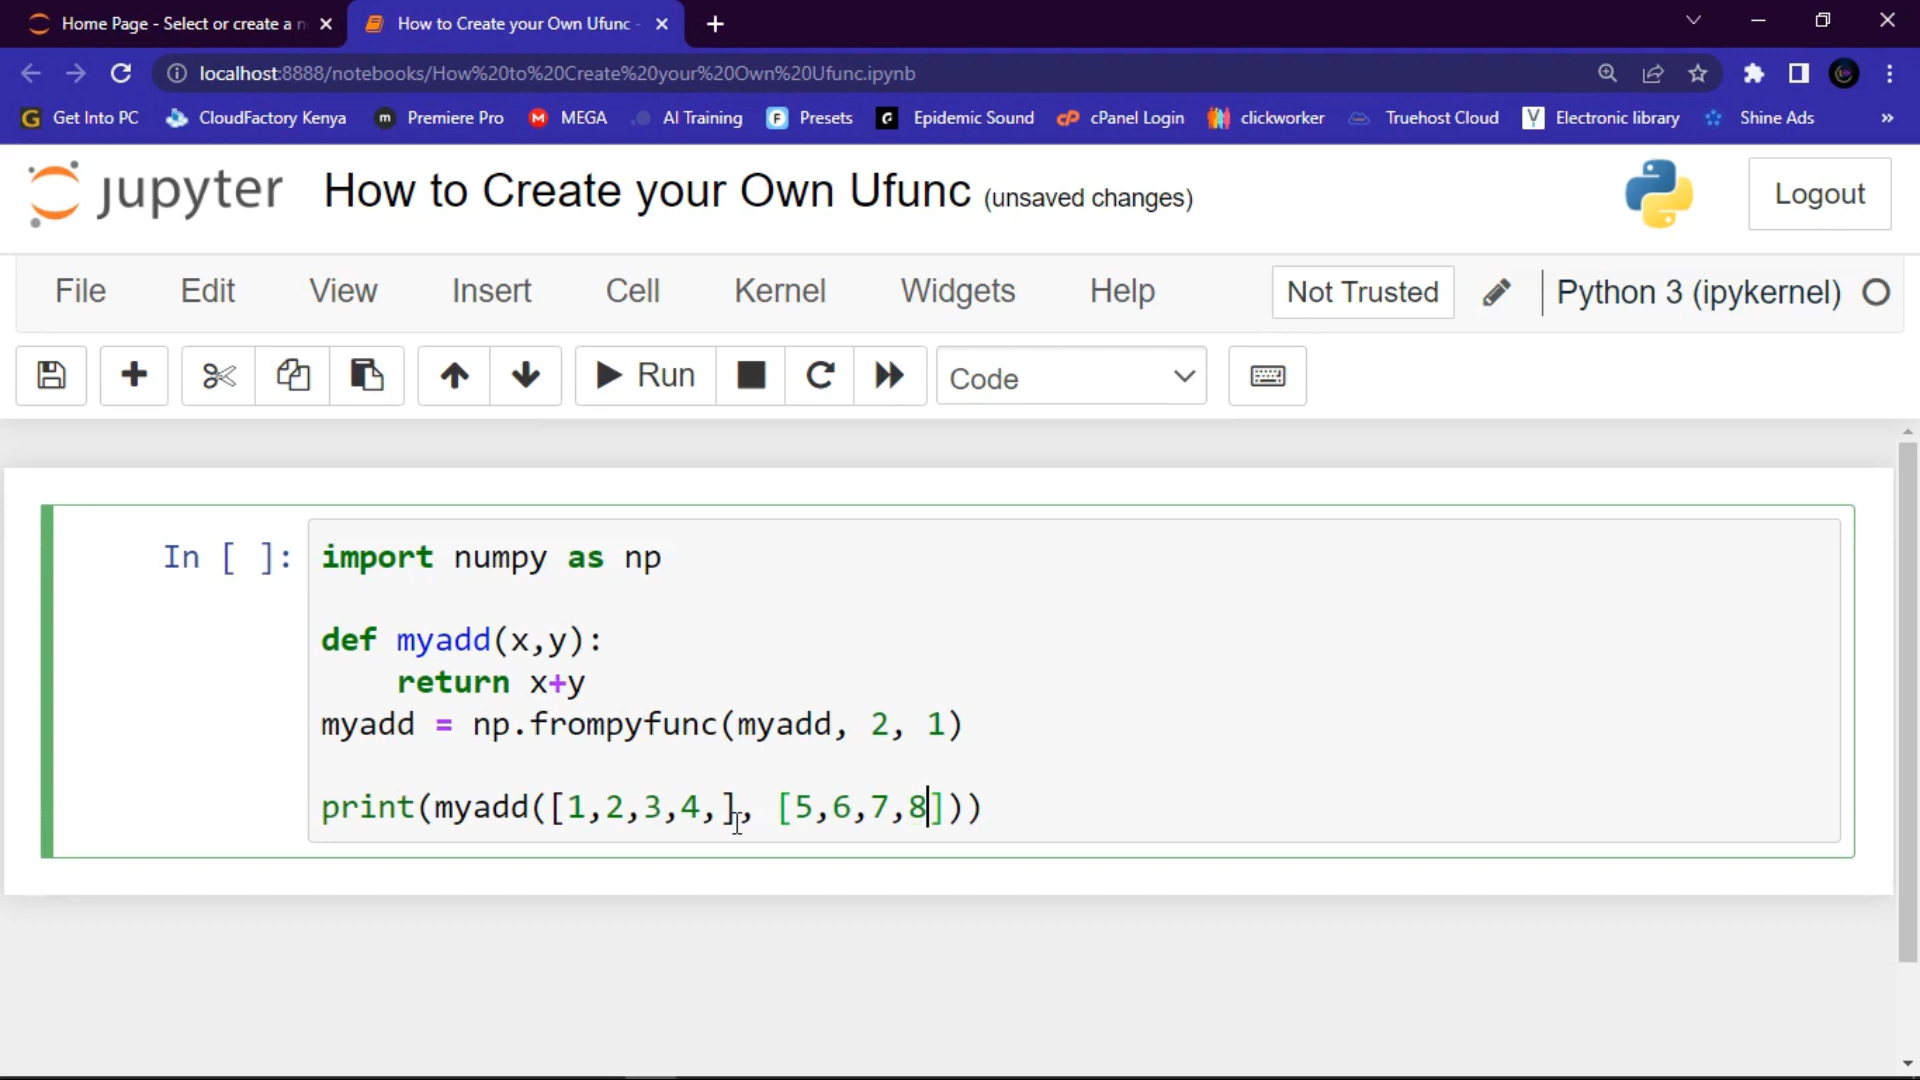 Home Page - Select or create a n
How to Create your Own Ufunc -
localhost:8888/notebooks/How%20to%20Create%20your%20Own%20Ufunc.ipynb
Get Into PC CloudFactory Kenya Premiere Pro MEGA AI Training Presets Epidemic Sound cPanel Login clickworker Truehost Cloud Electronic library Shine Ads »
jupyter How to Create your Own Ufunc (unsaved changes) Logout
File Edit View Insert Cell Kernel Widgets Help Not Trusted Python 3 (ipykernel)
Run Code
In [ ]: import numpy as np
def myadd(x,y):
    return x+y
myadd = np.frompyfunc(myadd, 2, 1)
print(myadd([1,2,3,4,], [5,6,7,8]))